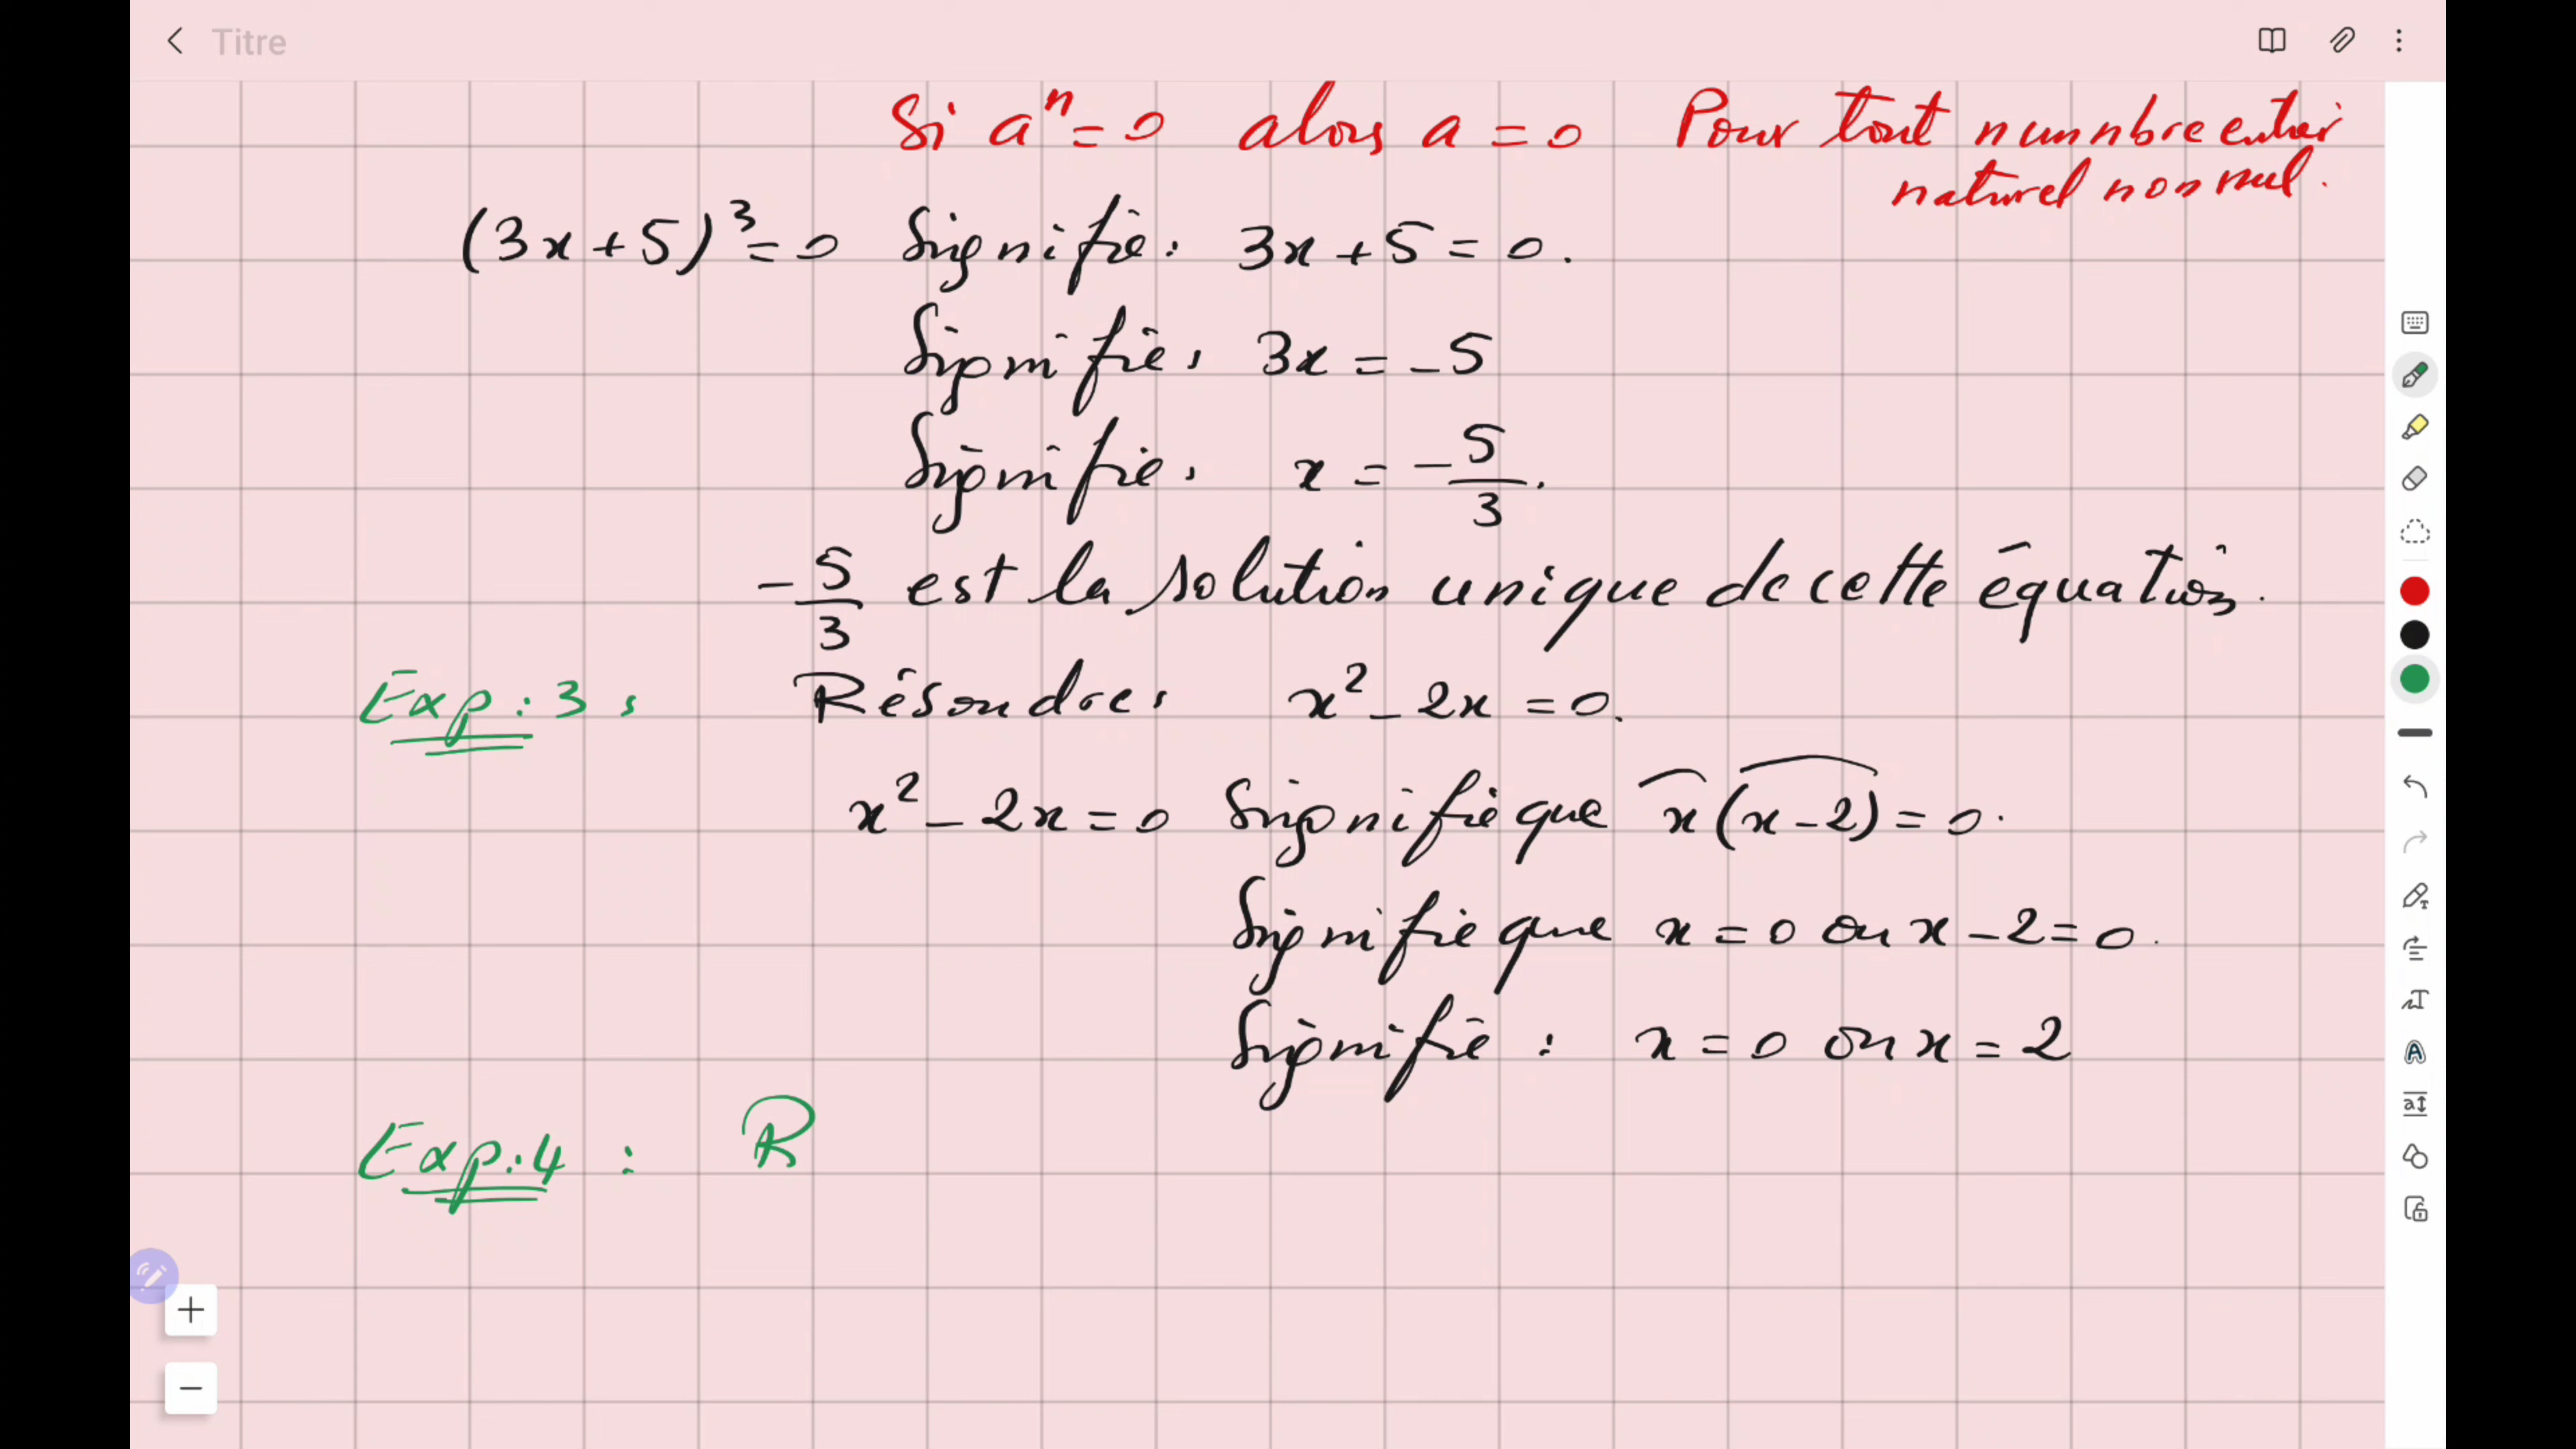 Titre
Si aⁿ = 0 alors a = 0 Pour tout n nombre entier
naturel non nul.
(3x + 5)³ = 0 Signifie : 3x + 5 = 0.
Signifie : 3x = -5
Signifie : x = -5/3.
-5/3 est la solution unique de cette équation.
Exp : 3 : Résoudre : x² - 2x = 0.
x² - 2x = 0 Signifie que x(x - 2) = 0.
Signifie que x = 0 ou x - 2 = 0.
Signifie : x = 0 ou x = 2
Exp : 4 : R